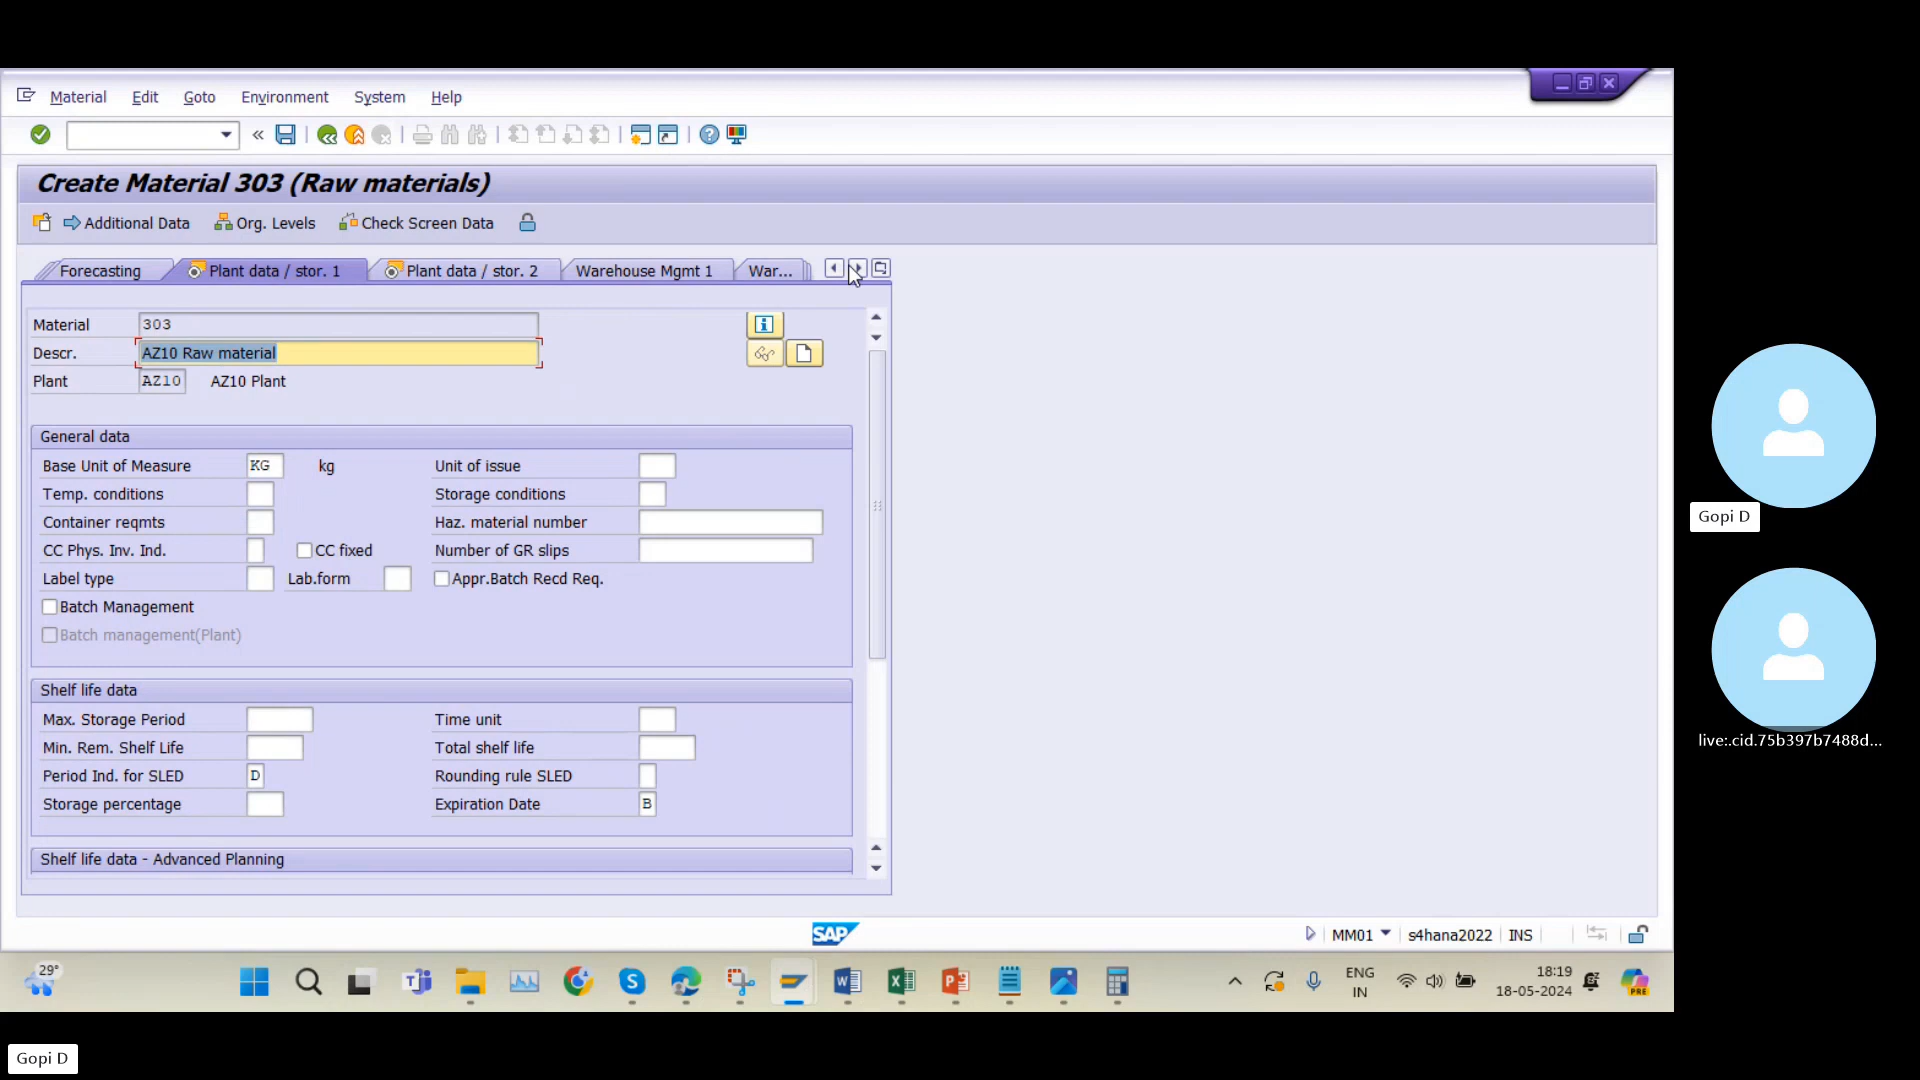 Material Edit Goto Environment System Help
Create Material 303 (Raw materials)
Additional Data Org. Levels Check Screen Data
Forecasting Plant data / stor. 1 Plant data / stor. 2 Warehouse Mgmt 1 War...
Material 303
Descr. AZ10 Raw material
Plant AZ10 AZ10 Plant
General data
Base Unit of Measure KG kg Unit of issue
Temp. conditions Storage conditions
Container reqmts Haz. material number
CC Phys. Inv. Ind. CC fixed Number of GR slips
Label type Lab.form Appr.Batch Recd Req.
Batch Management
Batch management(Plant)
Shelf life data
Max. Storage Period Time unit
Min. Rem. Shelf Life Total shelf life
Period Ind. for SLED D Rounding rule SLED
Storage percentage Expiration Date B
Shelf life data - Advanced Planning
SAP MM01 s4hana2022 INS
29°
ENG
IN
18:19
18-05-2024
PRE
Gopi D
live:.cid.75b397b7488d...
Gopi D